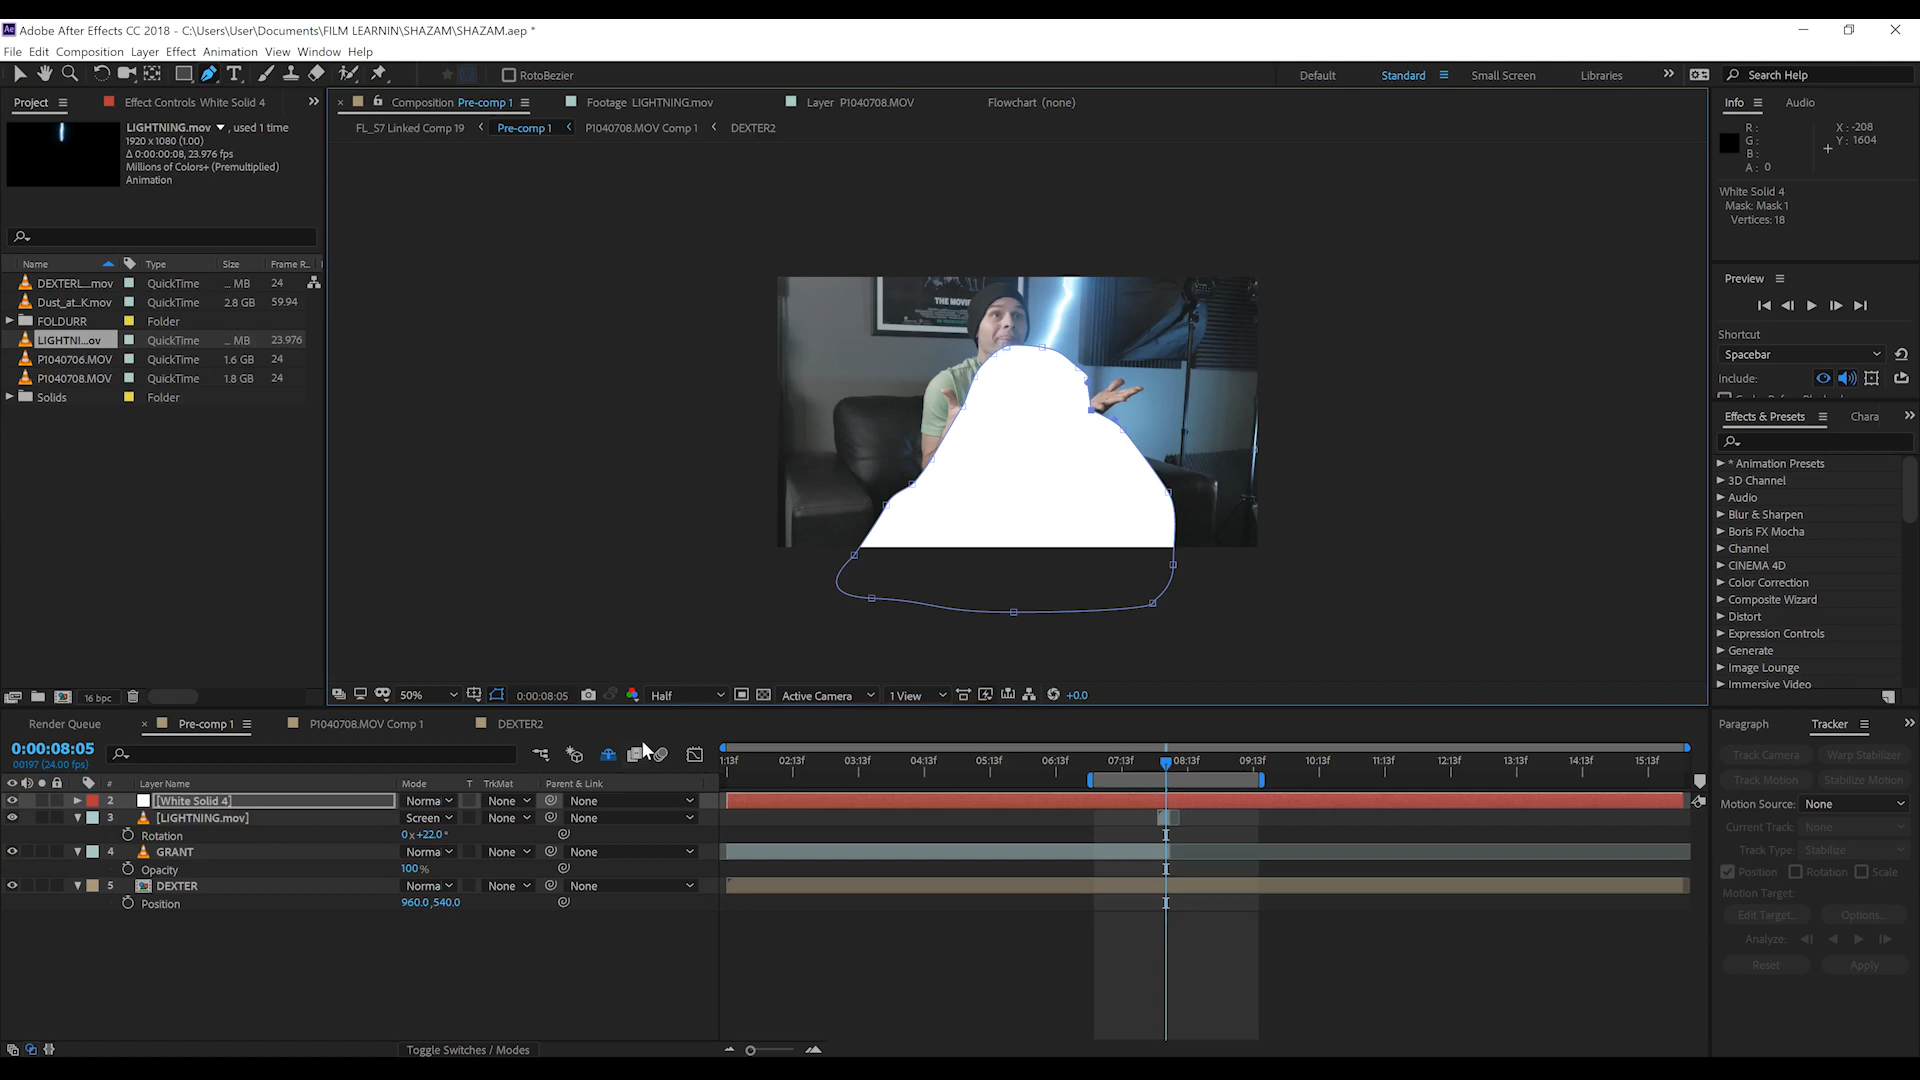 Adobe After Effects CC 2018 - C:\Users\User\Documents\FILM LEARNIN\SHAZAM\SHAZAM.aep *
File Edit Composition Layer Effect Animation View Window Help
RotoBezier Default Standard Small Screen Libraries Search Help
Project Effect Controls White Solid 4 Composition Pre-comp 1 Footage LIGHTNING.mov Layer P1040708.MOV Flowchart (none) Info Audio
FL_S7 Linked Comp 19 Pre-comp 1 P1040708.MOV Comp 1 DEXTER2
LIGHTNING.mov , used 1 time
1920 x 1080 (1.00)
Δ 0:00:00:08, 23.976 fps
Millions of Colors+ (Premultiplied)
Animation
R:
G:
B:
A: 0
X: -208
Y: 1604
White Solid 4
Mask: Mask 1
Vertices: 18
Name Type Size Frame R...
DEXTERL...mov QuickTime ... MB 24
Dust_at...K.mov QuickTime 2.8 GB 59.94
FOLDURR Folder
LIGHTNI...ov QuickTime ... MB 23.976
P1040706.MOV QuickTime 1.6 GB 24
P1040708.MOV QuickTime 1.8 GB 24
Solids Folder
THE MOVI
Preview
Shortcut
Spacebar
Include:
Effects & Presets Chara
* Animation Presets
3D Channel
Audio
Blur & Sharpen
Boris FX Mocha
Channel
CINEMA 4D
Color Correction
Composite Wizard
Distort
Expression Controls
Generate
Image Lounge
Immersive Video
16 bpc
50% 0:00:08:05 Half Active Camera 1 View +0.0
Render Queue Pre-comp 1 P1040708.MOV Comp 1 DEXTER2
0:00:08:05
00197 (24.00 fps)
1:13f 02:13f 03:13f 04:13f 05:13f 06:13f 07:13f 08:13f 09:13f 10:13f 11:13f 12:13f 13:13f 14:13f 15:13f
# Layer Name Mode T TrkMat Parent & Link
2 [White Solid 4] Norma None None
3 [LIGHTNING.mov] Screen None None
Rotation 0x+22.0°
4 GRANT Norma None None
Opacity 100%
5 DEXTER Norma None None
Position 960.0,540.0
Toggle Switches / Modes
Paragraph Tracker
Track Camera Warp Stabilizer
Track Motion Stabilize Motion
Motion Source: None
Current Track: None
Track Type: Stabilize
Position Rotation Scale
Motion Target:
Edit Target... Options...
Analyze:
Reset Apply